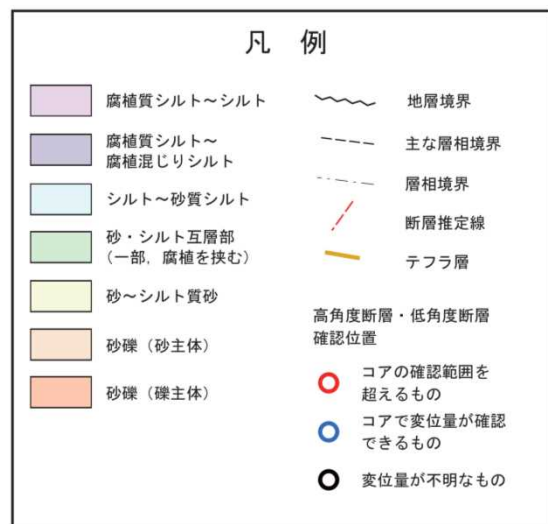 凡 例
腐植質シルト～シルト
腐植質シルト～
腐植混じりシルト
シルト～砂質シルト
砂・シルト互層部
(一部，腐植を挟む)
砂～シルト質砂
砂礫（砂主体）
砂礫（礫主体）
地層境界
主な層相境界
層相境界
断層推定線
テフラ層
高角度断層・低角度断層
確認位置
コアの確認範囲を
超えるもの
コアで変位量が確認
できるもの
変位量が不明なもの